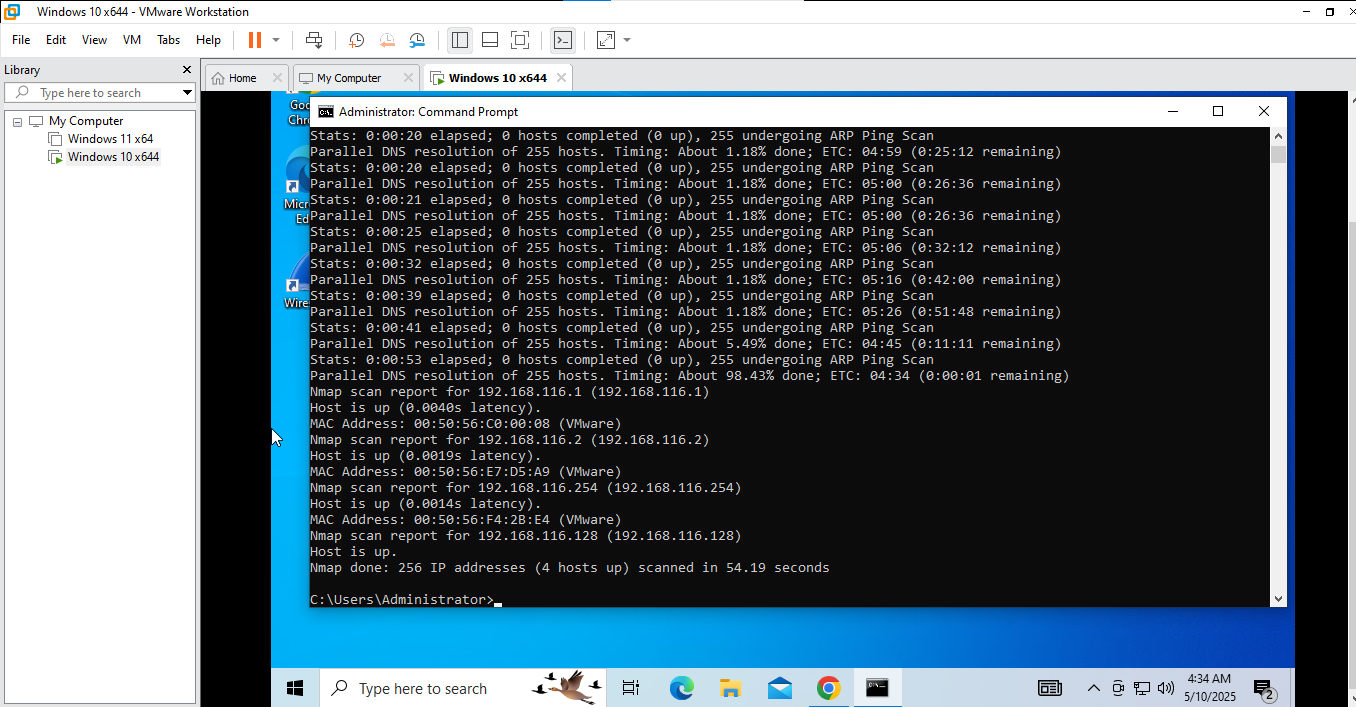 Windows 10 x644 - VMware Workstation
File Edit View VM Tabs Help
Library
Type here to search
My Computer
Windows 11 x64
Windows 10 x644
Home
My Computer
Windows 10 x644
Goo
Chr
Micr
Ed
Wire
Administrator: Command Prompt
Stats: 0:00:20 elapsed; 0 hosts completed (0 up), 255 undergoing ARP Ping Scan
Parallel DNS resolution of 255 hosts. Timing: About 1.18% done; ETC: 04:59 (0:25:12 remaining)
Stats: 0:00:20 elapsed; 0 hosts completed (0 up), 255 undergoing ARP Ping Scan
Parallel DNS resolution of 255 hosts. Timing: About 1.18% done; ETC: 05:00 (0:26:36 remaining)
Stats: 0:00:21 elapsed; 0 hosts completed (0 up), 255 undergoing ARP Ping Scan
Parallel DNS resolution of 255 hosts. Timing: About 1.18% done; ETC: 05:00 (0:26:36 remaining)
Stats: 0:00:25 elapsed; 0 hosts completed (0 up), 255 undergoing ARP Ping Scan
Parallel DNS resolution of 255 hosts. Timing: About 1.18% done; ETC: 05:06 (0:32:12 remaining)
Stats: 0:00:32 elapsed; 0 hosts completed (0 up), 255 undergoing ARP Ping Scan
Parallel DNS resolution of 255 hosts. Timing: About 1.18% done; ETC: 05:16 (0:42:00 remaining)
Stats: 0:00:39 elapsed; 0 hosts completed (0 up), 255 undergoing ARP Ping Scan
Parallel DNS resolution of 255 hosts. Timing: About 1.18% done; ETC: 05:26 (0:51:48 remaining)
Stats: 0:00:41 elapsed; 0 hosts completed (0 up), 255 undergoing ARP Ping Scan
Parallel DNS resolution of 255 hosts. Timing: About 5.49% done; ETC: 04:45 (0:11:11 remaining)
Stats: 0:00:53 elapsed; 0 hosts completed (0 up), 255 undergoing ARP Ping Scan
Parallel DNS resolution of 255 hosts. Timing: About 98.43% done; ETC: 04:34 (0:00:01 remaining)
Nmap scan report for 192.168.116.1 (192.168.116.1)
Host is up (0.0040s latency).
MAC Address: 00:50:56:C0:00:08 (VMware)
Nmap scan report for 192.168.116.2 (192.168.116.2)
Host is up (0.0019s latency).
MAC Address: 00:50:56:E7:D5:A9 (VMware)
Nmap scan report for 192.168.116.254 (192.168.116.254)
Host is up (0.0014s latency).
MAC Address: 00:50:56:F4:2B:E4 (VMware)
Nmap scan report for 192.168.116.128 (192.168.116.128)
Host is up.
Nmap done: 256 IP addresses (4 hosts up) scanned in 54.19 seconds
C:\Users\Administrator>
Type here to search
4:34 AM
5/10/2025
2